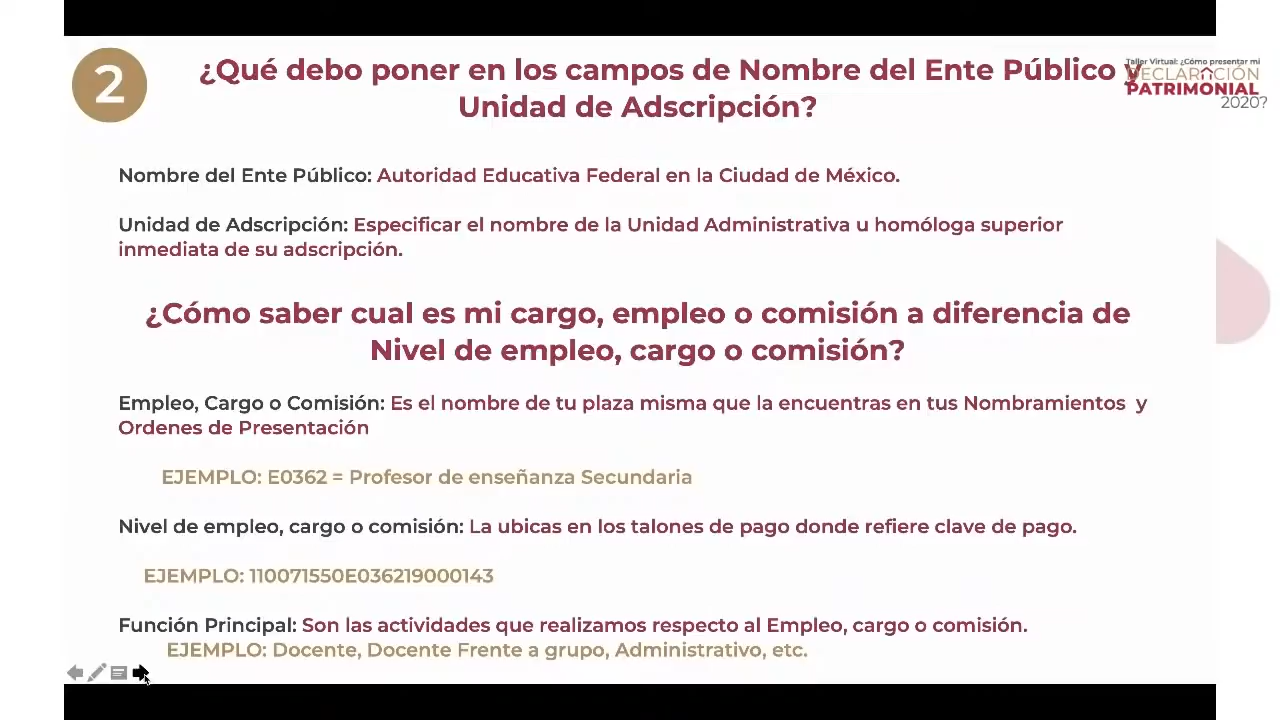 2
¿Qué debo poner en los campos de Nombre del Ente Público y
Unidad de Adscripción?
Taller Virtual: ¿Cómo presentar mi
DECLARACIÓN
PATRIMONIAL
2020?
Nombre del Ente Público: Autoridad Educativa Federal en la Ciudad de México.
Unidad de Adscripción: Especificar el nombre de la Unidad Administrativa u homóloga superior
inmediata de su adscripción.
¿Cómo saber cual es mi cargo, empleo o comisión a diferencia de
Nivel de empleo, cargo o comisión?
Empleo, Cargo o Comisión: Es el nombre de tu plaza misma que la encuentras en tus Nombramientos y
Ordenes de Presentación
EJEMPLO: E0362 = Profesor de enseñanza Secundaria
Nivel de empleo, cargo o comisión: La ubicas en los talones de pago donde refiere clave de pago.
EJEMPLO: 110071550E036219000143
Función Principal: Son las actividades que realizamos respecto al Empleo, cargo o comisión.
EJEMPLO: Docente, Docente Frente a grupo, Administrativo, etc.